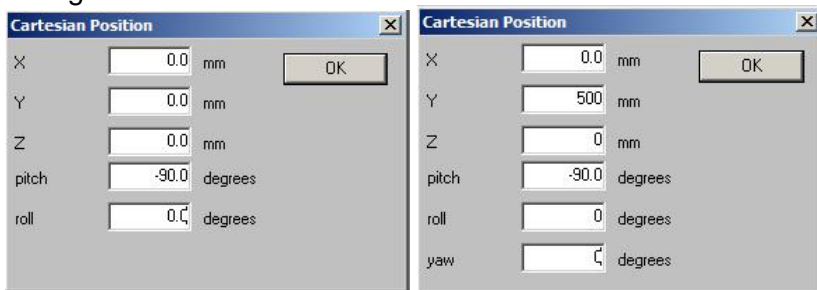 Cartesian Position
X 0.0 mm OK
Y 0.0 mm
Z 0.0 mm
pitch -90.0 degrees
roll degrees
Cartesian Position
X 0.0 mm OK
Y 500 mm
Z 0 mm
pitch -90.0 degrees
roll 0 degrees
yaw degrees